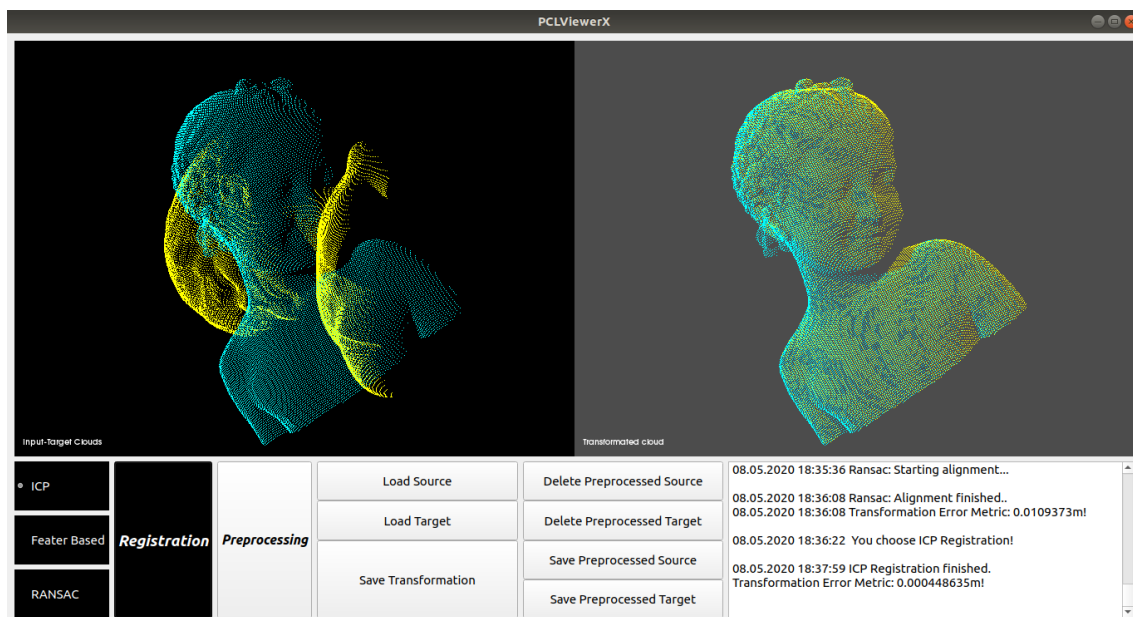 PCLViewerX
Input-Target Clouds
Transformated cloud
ICP
Feater Based
RANSAC
Registration
Preprocessing
Load Source
Load Target
Save Transformation
Delete Preprocessed Source
Delete Preprocessed Target
Save Preprocessed Source
Save Preprocessed Target
08.05.2020 18:35:36 Ransac: Starting alignment...
08.05.2020 18:36:08 Ransac: Alignment finished..
08.05.2020 18:36:08 Transformation Error Metric: 0.0109373m!
08.05.2020 18:36:22  You choose ICP Registration!
08.05.2020 18:37:59 ICP Registration finished.
Transformation Error Metric: 0.000448635m!